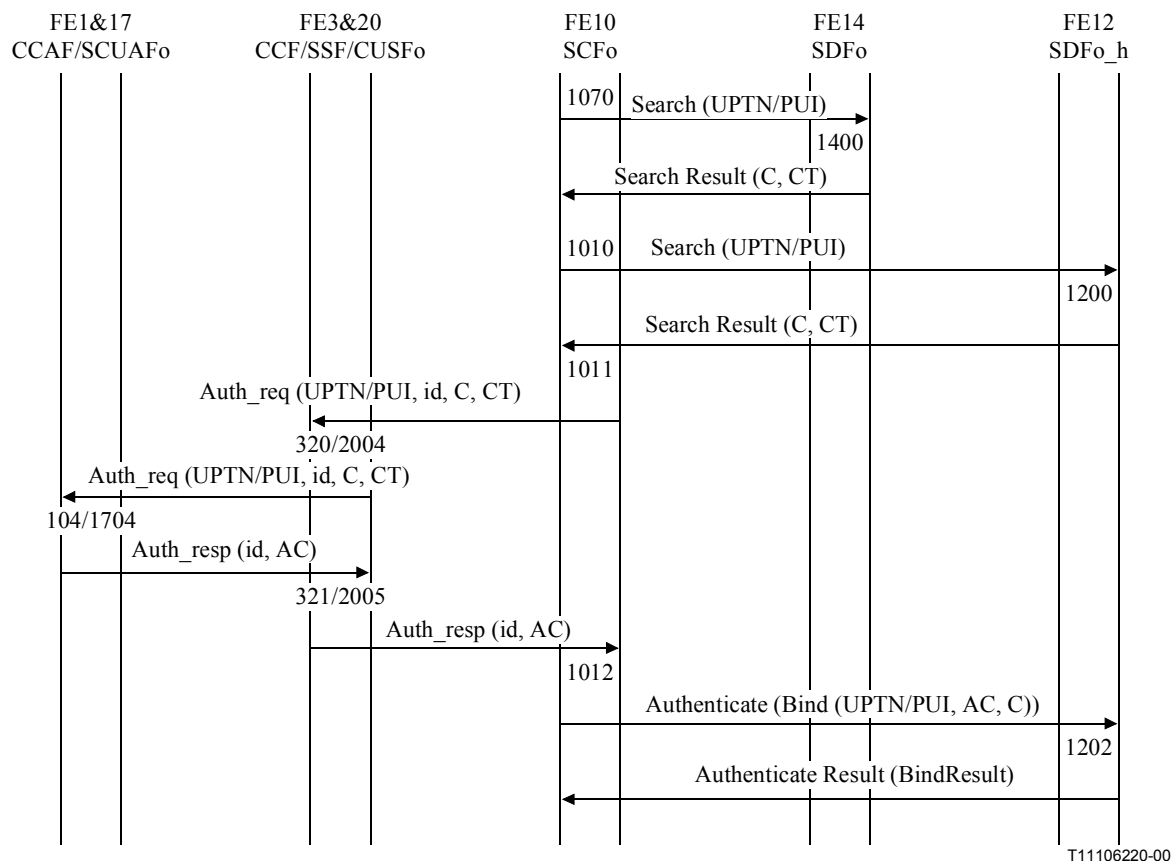 FE1&17 FE3&20 FE10 FE14 FE12
CCAF/SCUAFo CCF/SSF/CUSFo SCFo SDFo SDFo_h
1070 Search (UPTN/PUI)
1400
Search Result (C, CT)
1010 Search (UPTN/PUI)
1200
Search Result (C, CT)
1011
Auth_req (UPTN/PUI, id, C, CT)
320/2004
Auth_req (UPTN/PUI, id, C, CT)
104/1704
Auth_resp (id, AC)
321/2005
Auth_resp (id, AC)
1012
Authenticate (Bind (UPTN/PUI, AC, C))
1202
Authenticate Result (BindResult)
T11106220-00